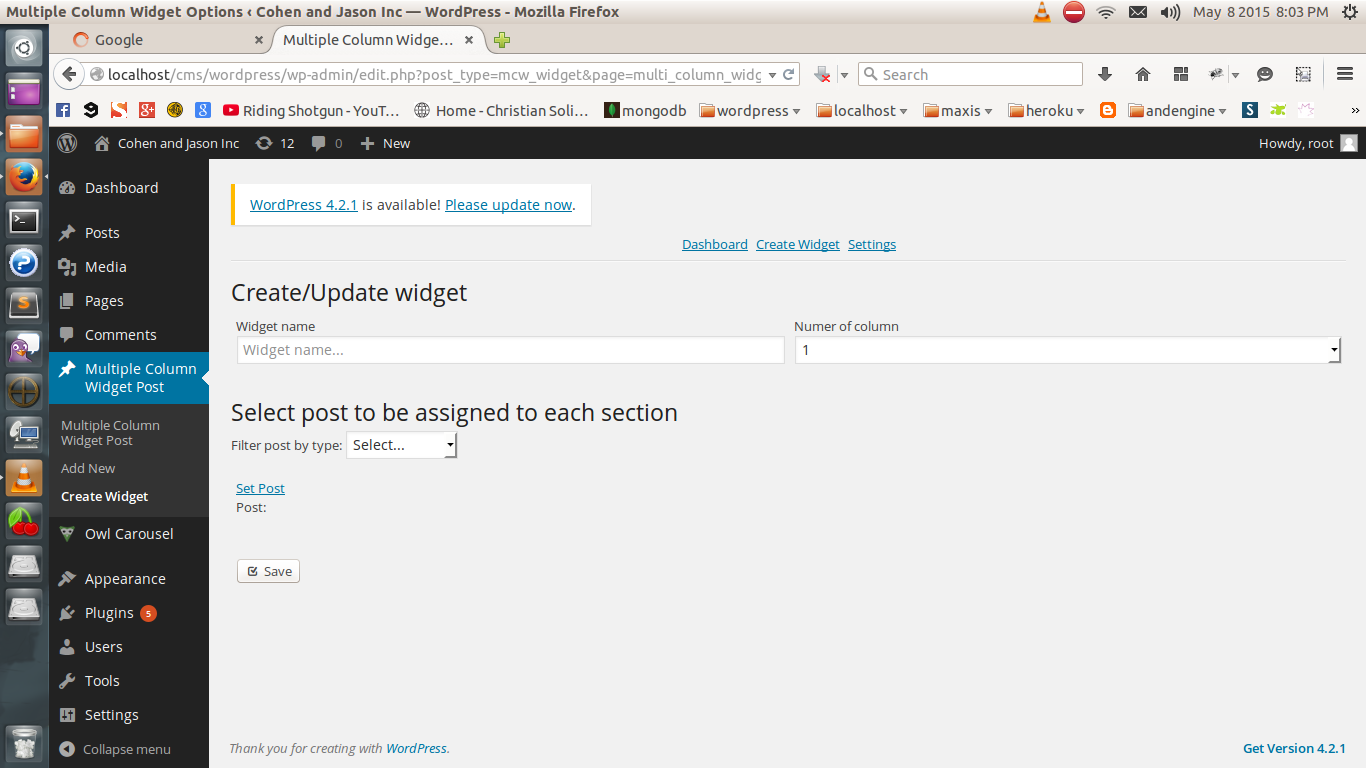 Multiple Column Widget Options ‹ Cohen and Jason Inc — WordPress - Mozilla Firefox
May 8 2015 8:03 PM
Google
Multiple Column Widge...
localhost/cms/wordpress/wp-admin/edit.php?post_type=mcw_widget&page=multi_column_widg
Search
Riding Shotgun - YouT...
Home - Christian Soli...
mongodb
wordpress
localhost
maxis
heroku
andengine
S
»
Cohen and Jason Inc
12
0
New
Howdy, root
Dashboard
Posts
Media
Pages
Comments
Multiple Column
Widget Post
Multiple Column
Widget Post
Add New
Create Widget
Owl Carousel
Appearance
Plugins 5
Users
Tools
Settings
Collapse menu
WordPress 4.2.1 is available! Please update now.
Dashboard Create Widget Settings
Create/Update widget
Widget name
Numer of column
Widget name...
1
Select post to be assigned to each section
Filter post by type: Select...
Set Post
Post:
Save
Thank you for creating with WordPress.
Get Version 4.2.1